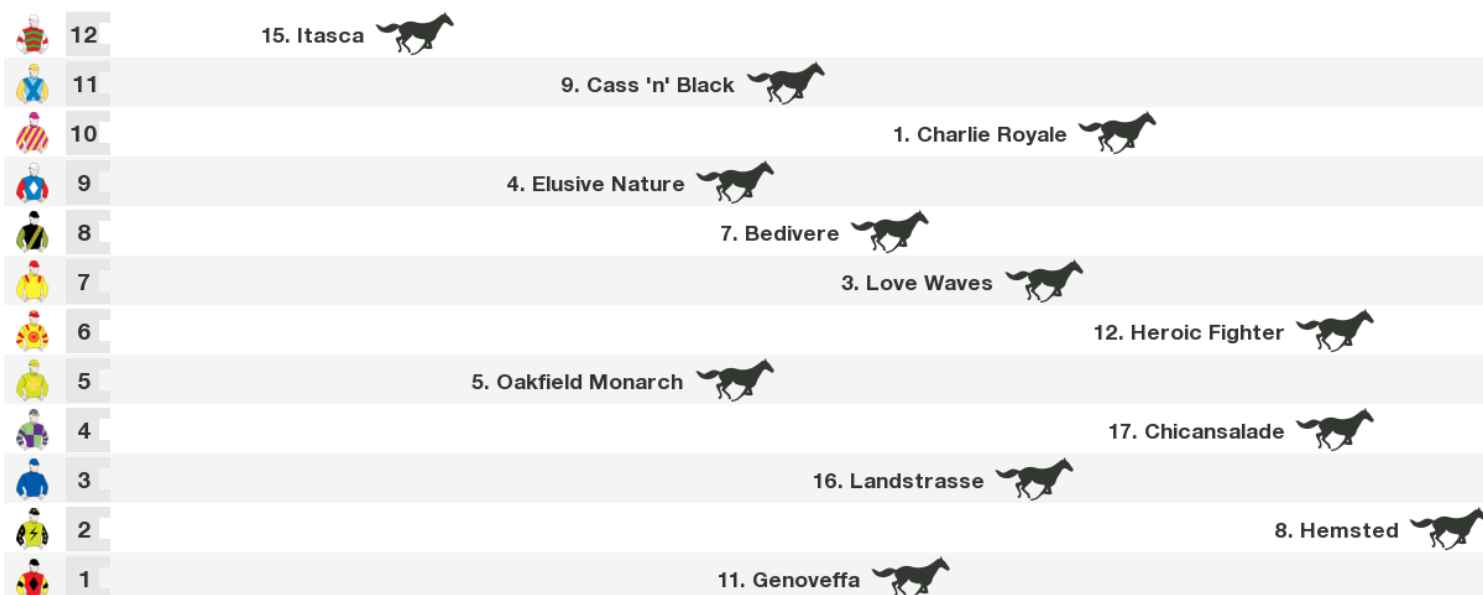 12 15. Itasca
11 9. Cass 'n' Black
10 1. Charlie Royale
9 4. Elusive Nature
8 7. Bedivere
7 3. Love Waves
6 12. Heroic Fighter
5 5. Oakfield Monarch
4 17. Chicansalade
3 16. Landstrasse
2 8. Hemsted
1 11. Genoveffa